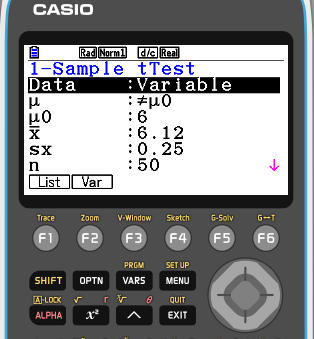 CASIO
Rad Norm1 d/c Real
1-Sample tTest
Data :Variable
μ :≠μ0
μ0 :6
x̄ :6.12
sx :0.25
n :50 ↓
List Var
Trace Zoom V-Window Sketch G-Solv G↔T
F1 F2 F3 F4 F5 F6
PRGM SET UP
SHIFT OPTN VARS MENU
A-LOCK √ r ˣ√ θ QUIT
ALPHA x² ^ EXIT